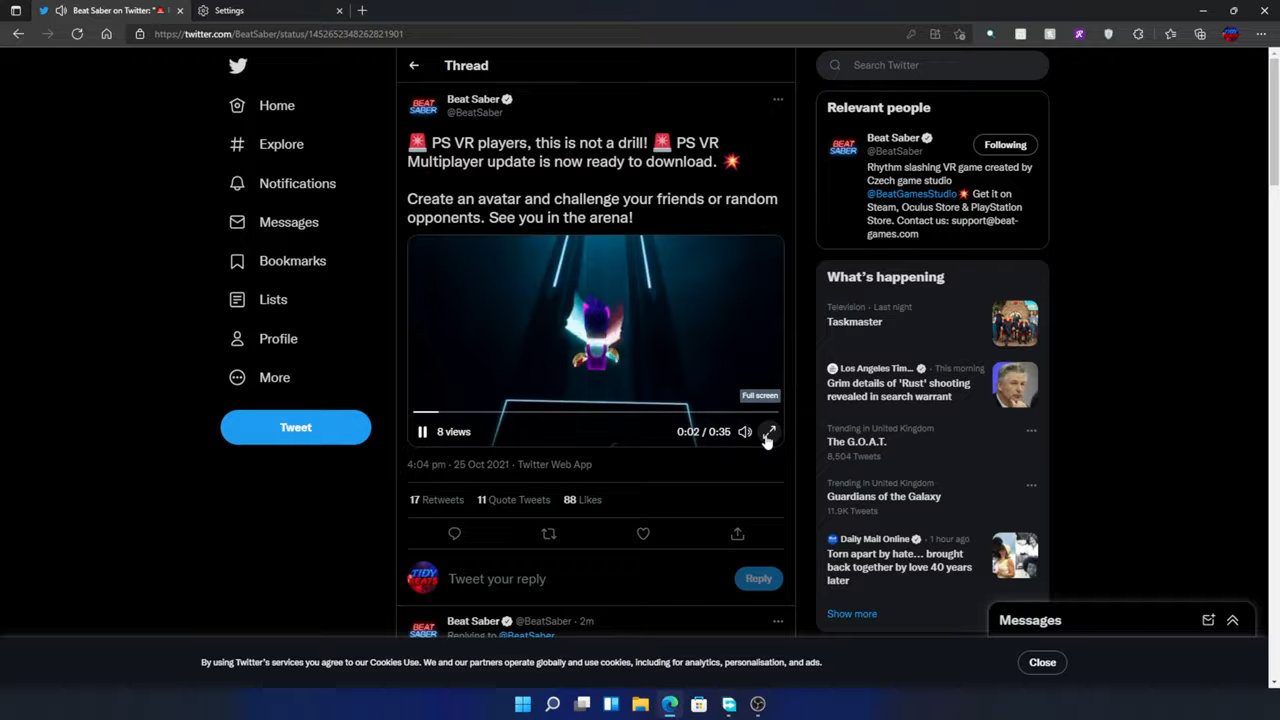 Beat Saber on Twitter: "🚨
Settings
https://twitter.com/BeatSaber/status/1452652348262821901
Home
Explore
Notifications
Messages
Bookmarks
Lists
Profile
More
Tweet
Thread
BEAT SABER
Beat Saber
@BeatSaber
🚨 PS VR players, this is not a drill! 🚨 PS VR
Multiplayer update is now ready to download. 💥
Create an avatar and challenge your friends or random
opponents. See you in the arena!
Full screen
8 views
0:02 / 0:35
4:04 pm · 25 Oct 2021 · Twitter Web App
17 Retweets 11 Quote Tweets 88 Likes
TIDY BEATS
Tweet your reply
Reply
BEAT SABER
Beat Saber @BeatSaber · 2m
Replying to @BeatSaber
Search Twitter
Relevant people
BEAT SABER
Beat Saber
@BeatSaber
Following
Rhythm slashing VR game created by
Czech game studio
@BeatGamesStudio💥 Get it on
Steam, Oculus Store & PlayStation
Store. Contact us: support@beat-
games.com
What's happening
Television · Last night
Taskmaster
Los Angeles Tim... · This morning
Grim details of 'Rust' shooting
revealed in search warrant
Trending in United Kingdom
The G.O.A.T.
8,504 Tweets
Trending in United Kingdom
Guardians of the Galaxy
11.9K Tweets
Daily Mail Online · 1 hour ago
Torn apart by hate... brought
back together by love 40 years
later
Show more
Messages
By using Twitter's services you agree to our Cookies Use. We and our partners operate globally and use cookies, including for analytics, personalisation, and ads.
Close